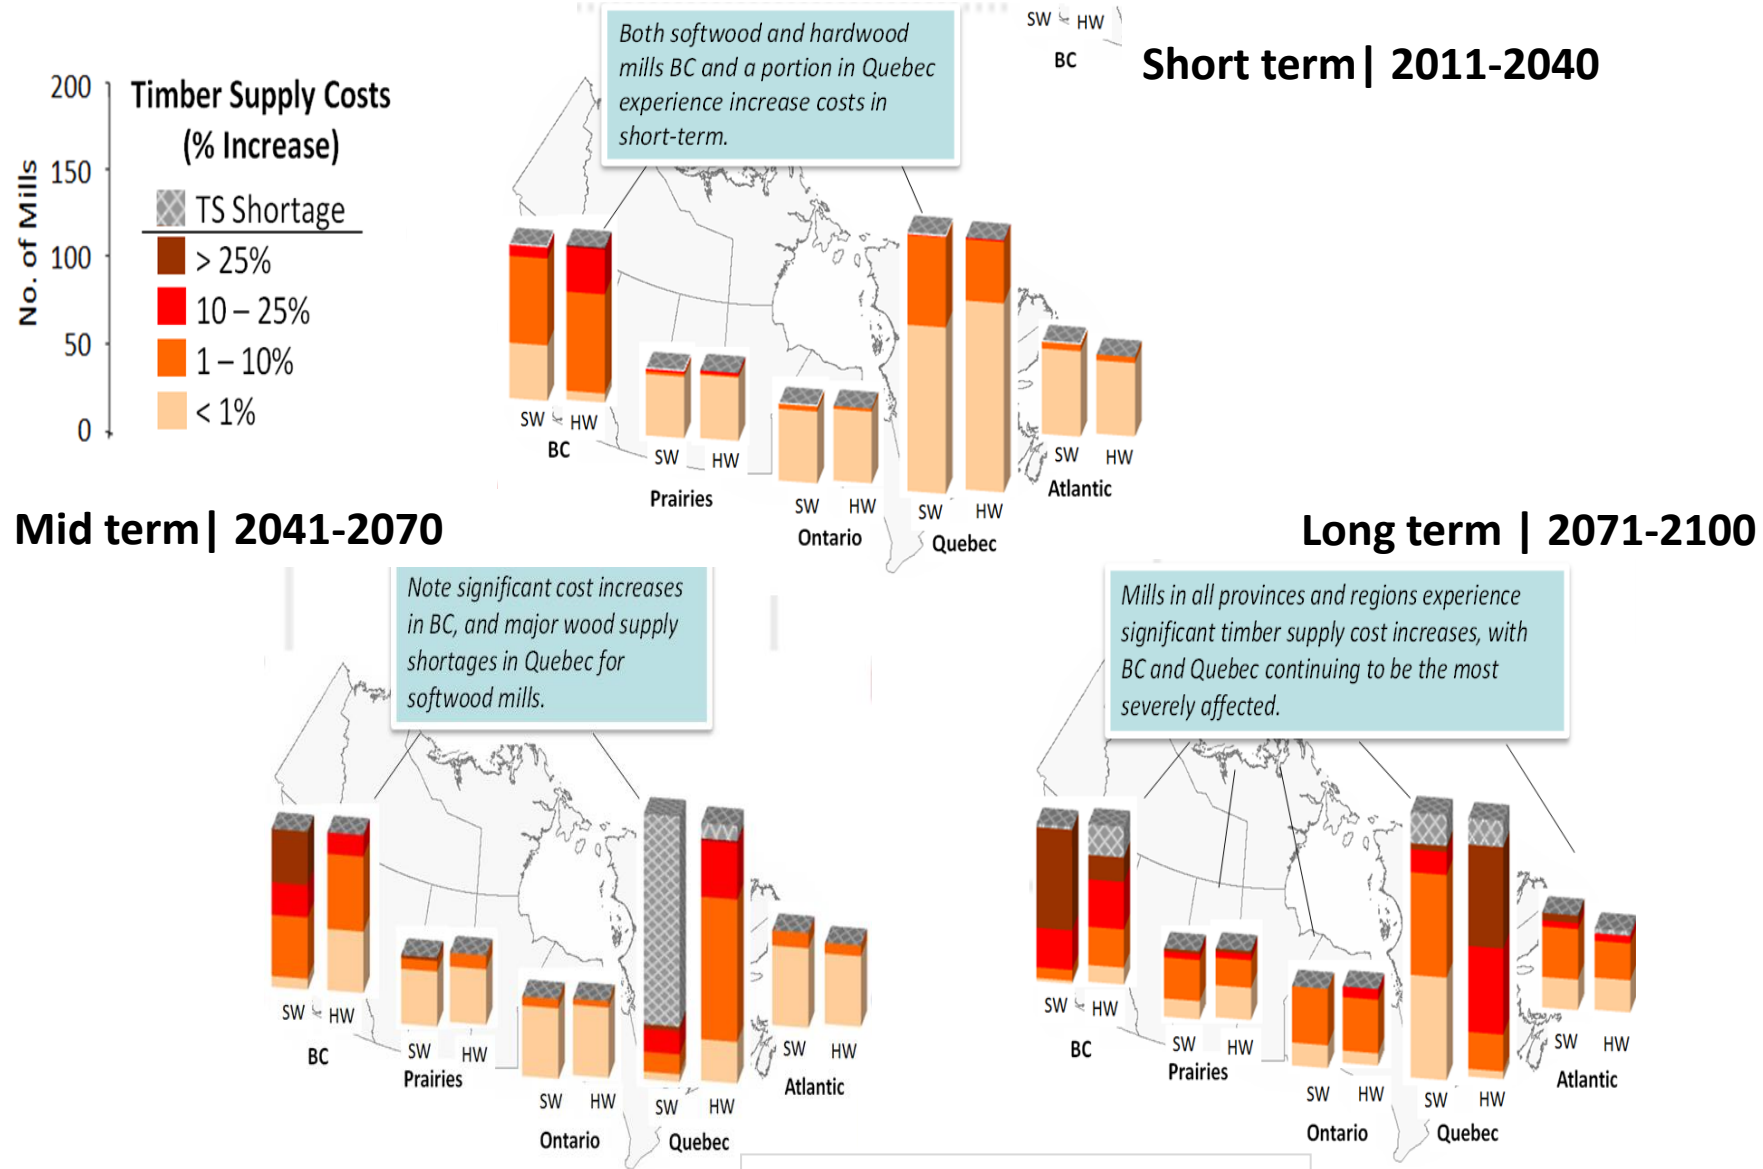 SW HW
BC
Short term| 2011-2040
Both softwood and hardwood
mills BC and a portion in Quebec
experience increase costs in
short-term.
200
150
100
50
0
No. of Mills
Timber Supply Costs
(% Increase)
TS Shortage
> 25%
10 – 25%
1 – 10%
< 1%
SW HW
BC
SW HW
Prairies
SW HW
Ontario
SW HW
Quebec
SW HW
Atlantic
Mid term| 2041-2070
Note significant cost increases
in BC, and major wood supply
shortages in Quebec for
softwood mills.
SW HW
BC
SW HW
Prairies
SW HW
Ontario
SW HW
Quebec
SW HW
Atlantic
Long term | 2071-2100
Mills in all provinces and regions experience
significant timber supply cost increases, with
BC and Quebec continuing to be the most
severely affected.
SW HW
BC
SW HW
Prairies
SW HW
Ontario
SW HW
Quebec
SW HW
Atlantic